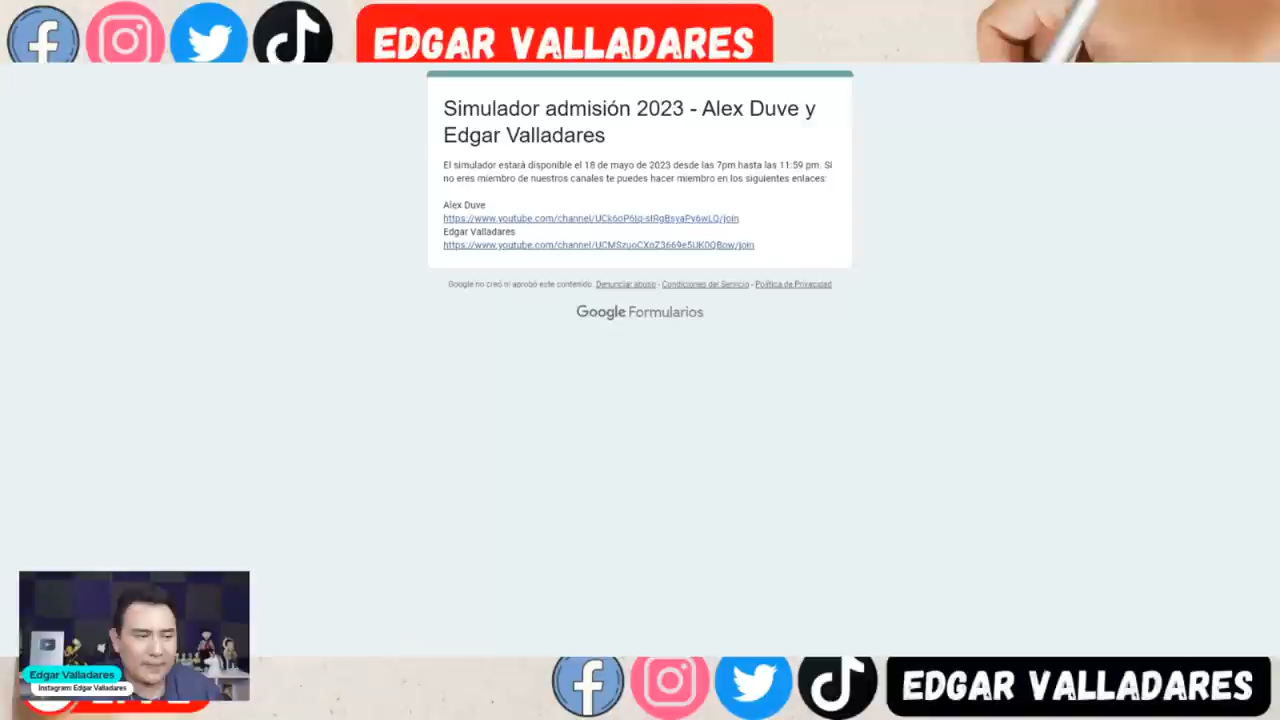 EDGAR VALLADARES
Simulador admisión 2023 - Alex Duve y
Edgar Valladares
El simulador estará disponible el 18 de mayo de 2023 desde las 7pm hasta las 11:59 pm. Si
no eres miembro de nuestros canales te puedes hacer miembro en los siguientes enlaces:
Alex Duve
Edgar Valladares
Google no creó ni aprobó este contenido. Denunciar abuso - Condiciones del Servicio - Política de Privacidad
Google Formularios
Edgar Valladares
Instagram: Edgar Valladares
EDGAR VALLADARES